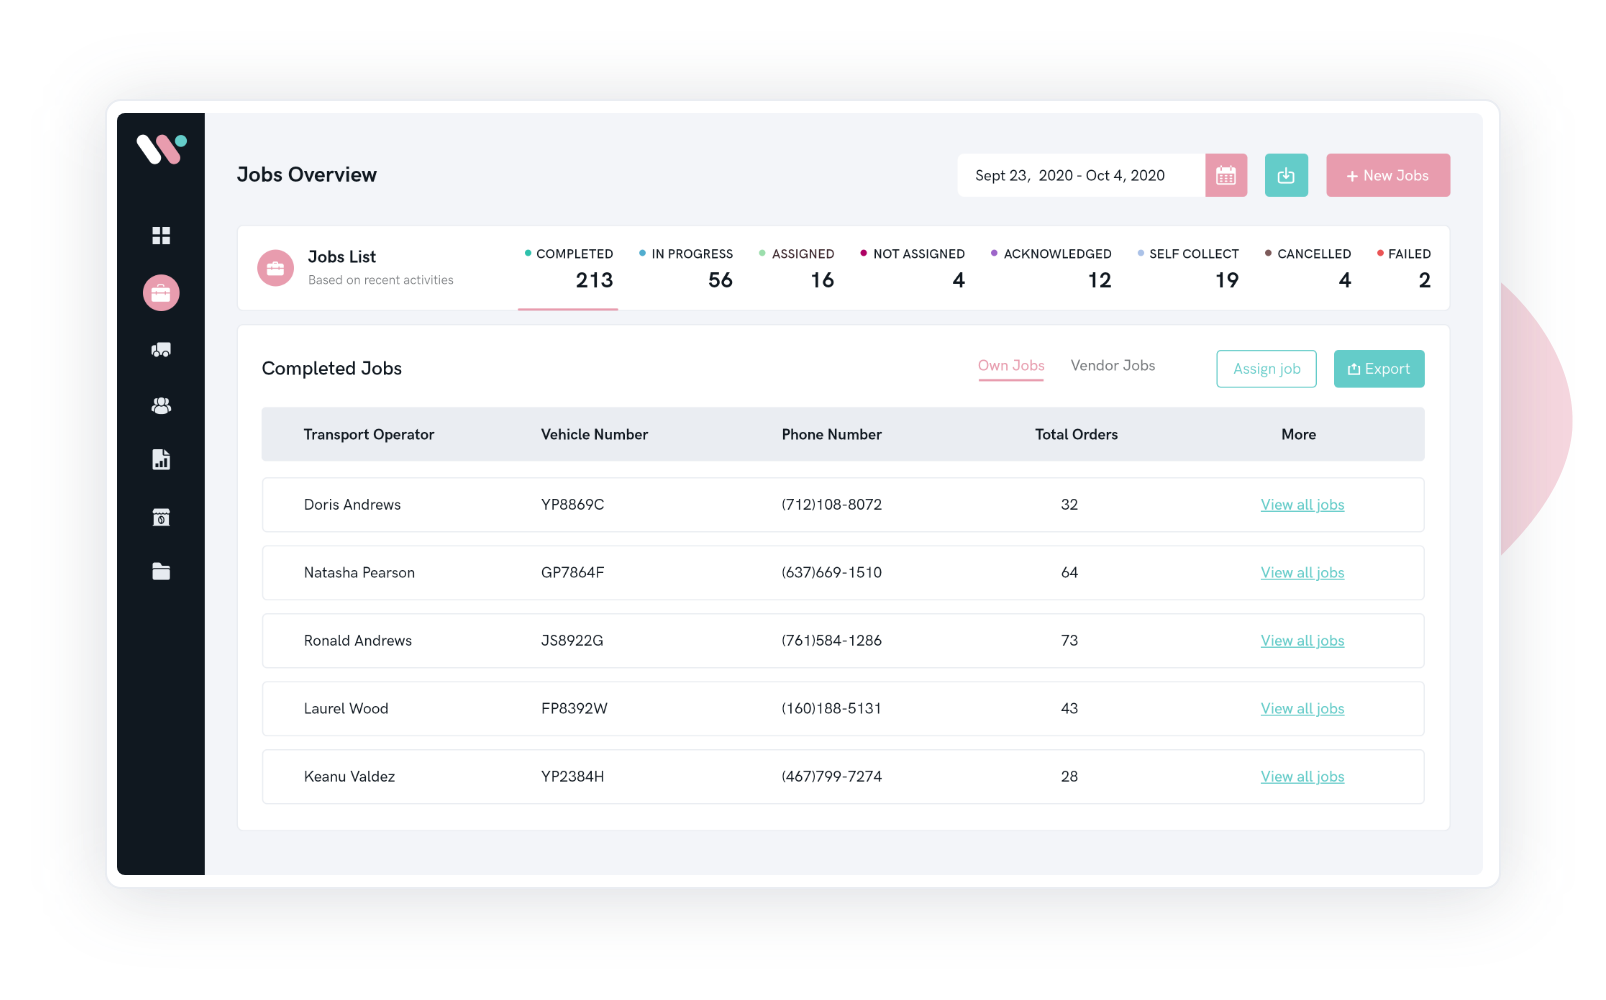 Jobs Overview
Sept 23, 2020 - Oct 4, 2020
+ New Jobs
Jobs List
Based on recent activities
COMPLETED
213
IN PROGRESS
56
ASSIGNED
16
NOT ASSIGNED
4
ACKNOWLEDGED
12
SELF COLLECT
19
CANCELLED
4
FAILED
2
Completed Jobs
Own Jobs
Vendor Jobs
Assign job
Export
Transport Operator Vehicle Number Phone Number Total Orders More
Doris Andrews YP8869C (712)108-8072 32 View all jobs
Natasha Pearson GP7864F (637)669-1510 64 View all jobs
Ronald Andrews JS8922G (761)584-1286 73 View all jobs
Laurel Wood FP8392W (160)188-5131 43 View all jobs
Keanu Valdez YP2384H (467)799-7274 28 View all jobs